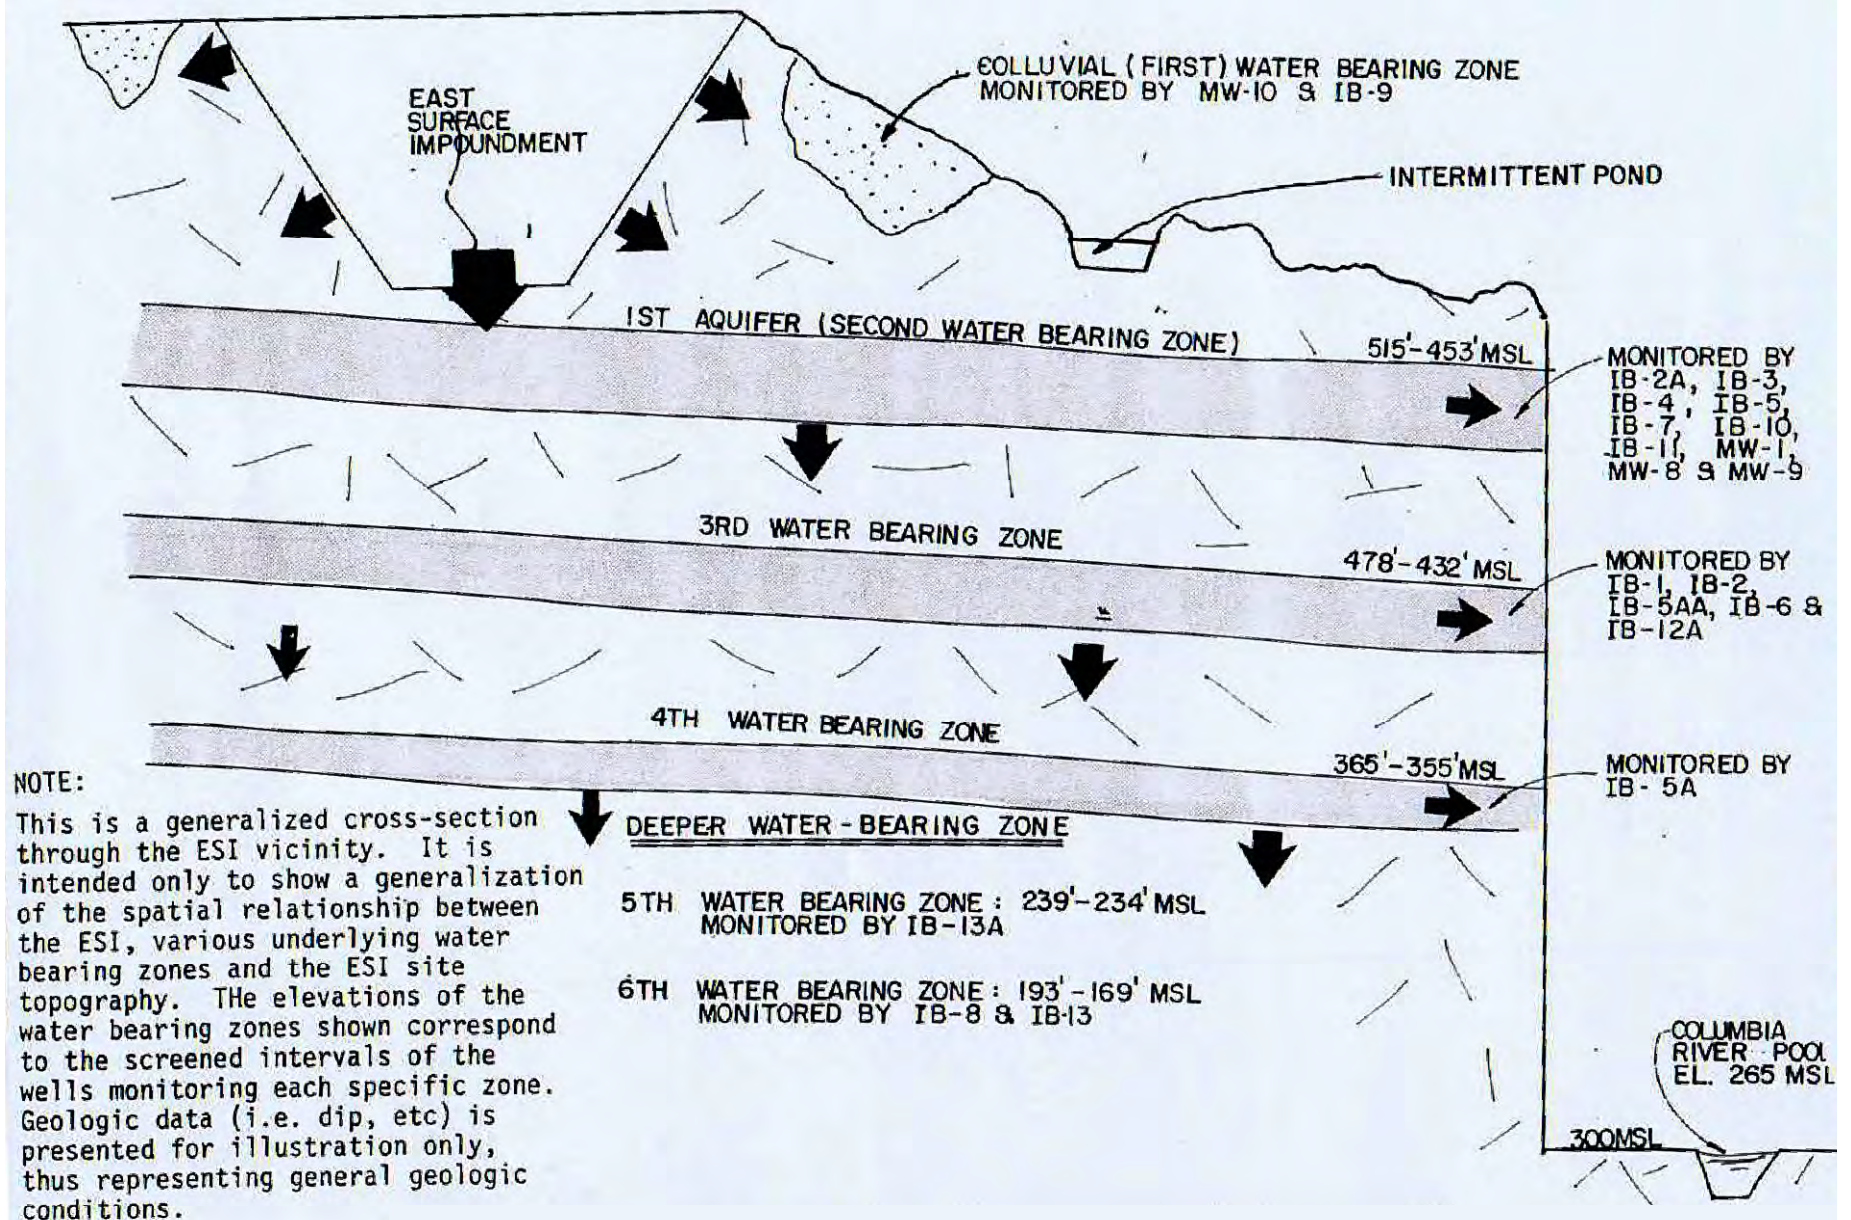 EAST
SURFACE
IMPOUNDMENT
COLLUVIAL (FIRST) WATER BEARING ZONE
MONITORED BY MW-10 & IB-9
INTERMITTENT POND
1ST AQUIFER (SECOND WATER BEARING ZONE)
515'-453' MSL
MONITORED BY
IB-2A, IB-3,
IB-4, IB-5,
IB-7, IB-10,
IB-11, MW-1,
MW-8 & MW-9
3RD WATER BEARING ZONE
478'-432' MSL
MONITORED BY
IB-1, IB-2,
IB-5AA, IB-6 &
IB-12A
4TH WATER BEARING ZONE
365'-355' MSL
MONITORED BY
IB-5A
DEEPER WATER-BEARING ZONE
5TH WATER BEARING ZONE: 239'-234' MSL
MONITORED BY IB-13A
6TH WATER BEARING ZONE: 193'-169' MSL
MONITORED BY IB-8 & IB-13
NOTE:
This is a generalized cross-section
through the ESI vicinity. It is
intended only to show a generalization
of the spatial relationship between
the ESI, various underlying water
bearing zones and the ESI site
topography. THe elevations of the
water bearing zones shown correspond
to the screened intervals of the
wells monitoring each specific zone.
Geologic data (i.e. dip, etc) is
presented for illustration only,
thus representing general geologic
conditions.
COLUMBIA
RIVER POOL
EL. 265 MSL
300MSL